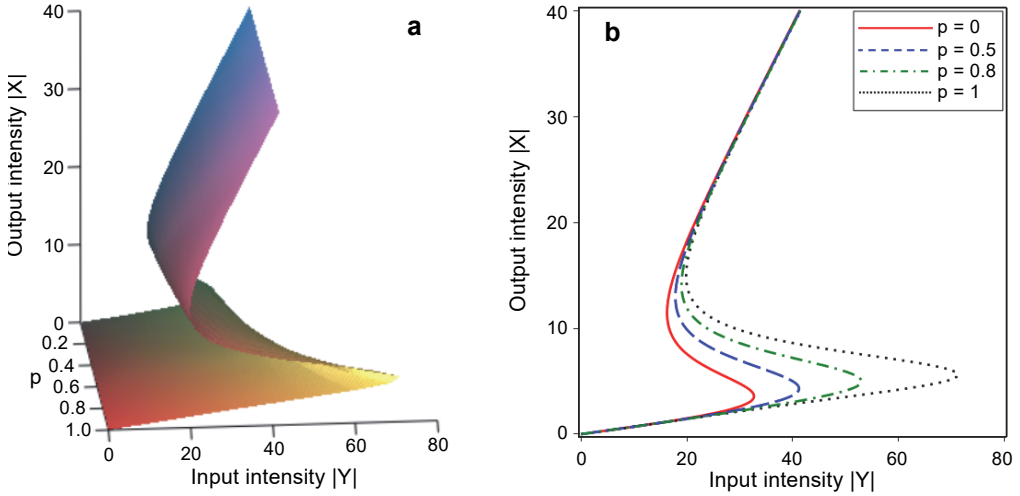 a
Output intensity |X|
40
30
20
10
0
0.2
0.4
0.6
0.8
1.0
p
0
20
40
60
80
Input intensity |Y|
b
Output intensity |X|
40
30
20
10
0
0
20
40
60
80
Input intensity |Y|
p = 0
p = 0.5
p = 0.8
p = 1